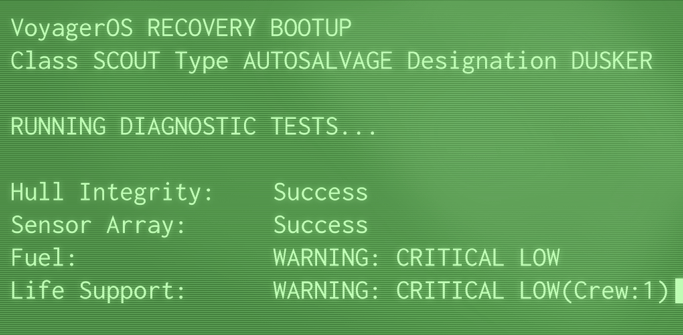 VoyagerOS RECOVERY BOOTUP
Class SCOUT Type AUTOSALVAGE Designation DUSKER
RUNNING DIAGNOSTIC TESTS...
Hull Integrity: Success
Sensor Array: Success
Fuel: WARNING: CRITICAL LOW
Life Support: WARNING: CRITICAL LOW(Crew:1)